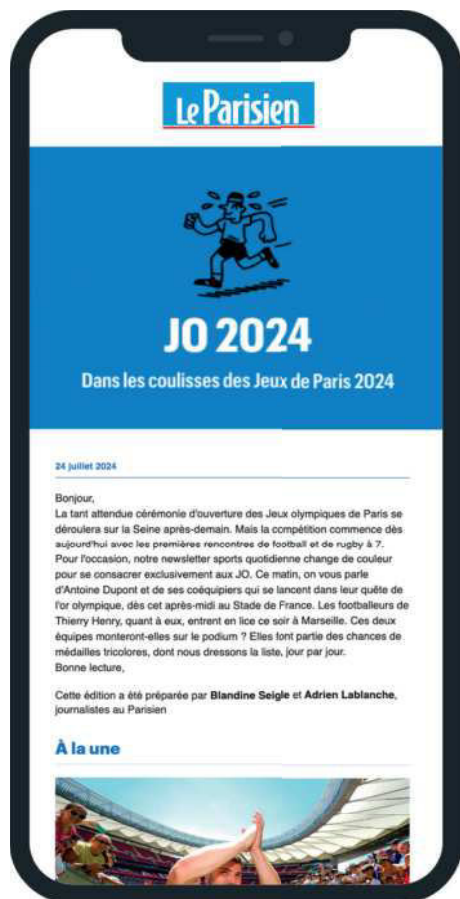 Le Parisien
JO 2024
Dans les coulisses des Jeux de Paris 2024
24 juillet 2024
Bonjour,
La tant attendue cérémonie d'ouverture des Jeux olympiques de Paris se
déroulera sur la Seine après-demain. Mais la compétition commence dès
aujourd'hui avec les premières rencontres de football et de rugby à 7.
Pour l'occasion, notre newsletter sports quotidienne change de couleur
pour se consacrer exclusivement aux JO. Ce matin, on vous parle
d'Antoine Dupont et de ses coéquipiers qui se lancent dans leur quête de
l'or olympique, dès cet après-midi au Stade de France. Les footballeurs de
Thierry Henry, quant à eux, entrent en lice ce soir à Marseille. Ces deux
équipes monteront-elles sur le podium ? Elles font partie des chances de
médailles tricolores, dont nous dressons la liste, jour par jour.
Bonne lecture,
Cette édition a été préparée par Blandine Seigle et Adrien Lablanche,
journalistes au Parisien
À la une